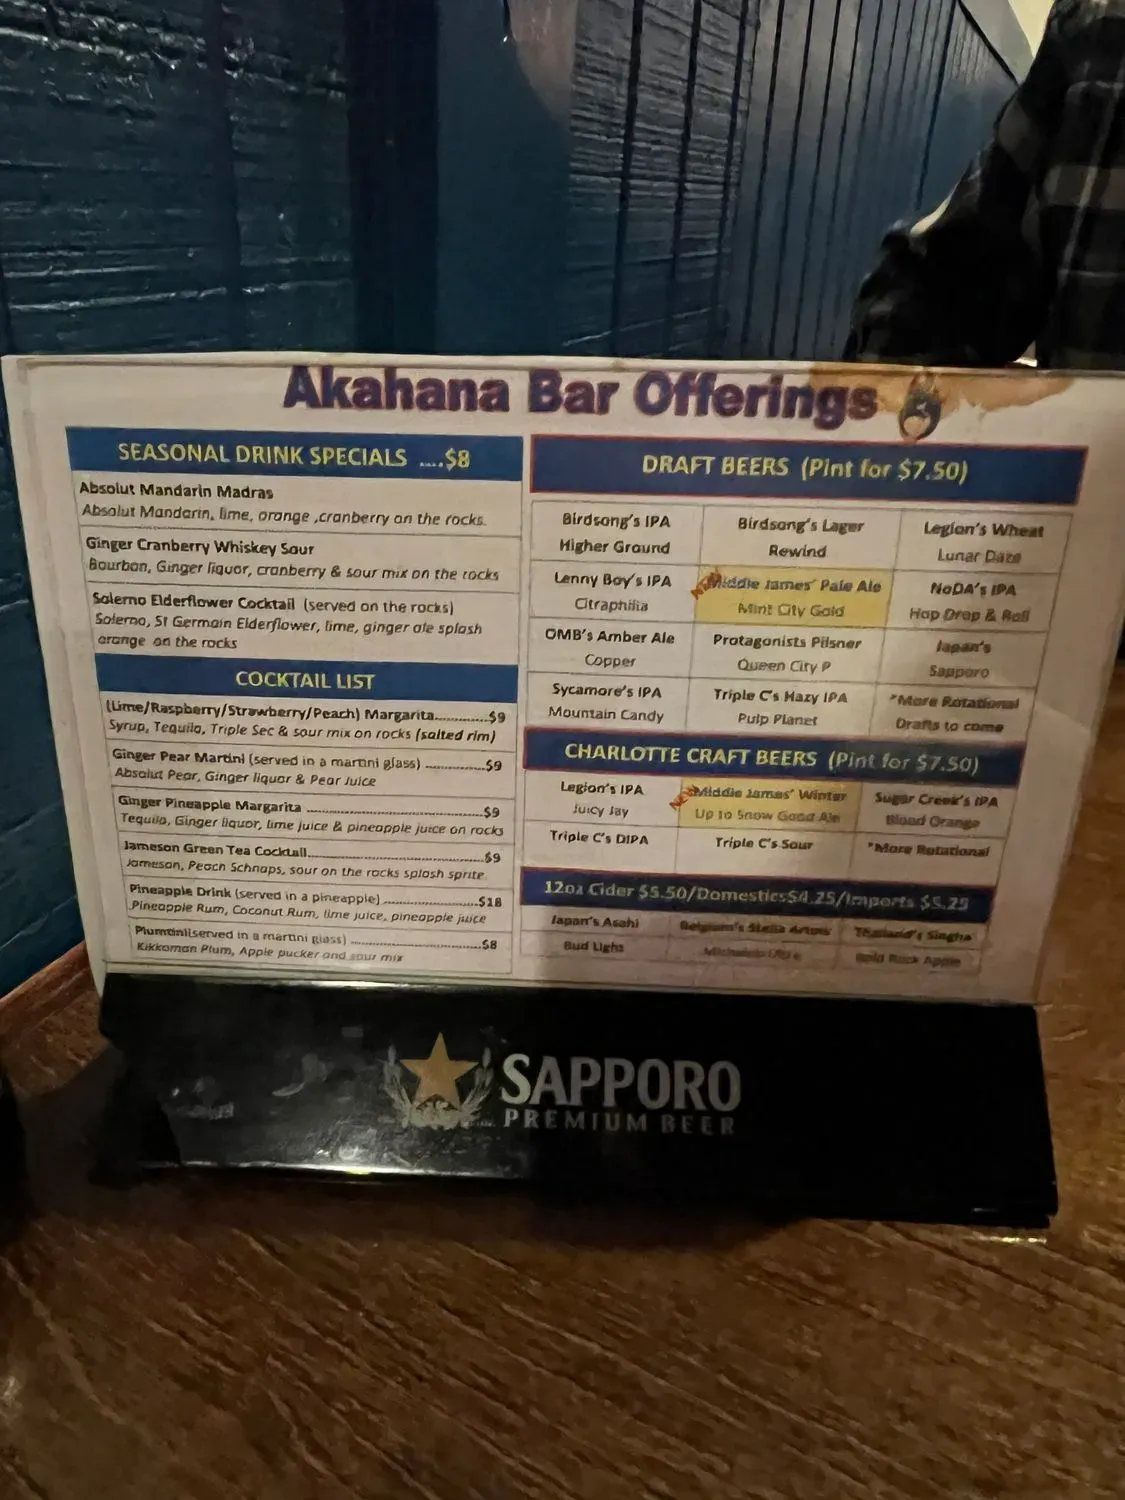 Akahana Bar Offerings
SEASONAL DRINK SPECIALS ....$8
Absolut Mandarin Madras
Absolut Mandarin, lime, orange ,cranberry on the rocks.
Ginger Cranberry Whiskey Sour
Bourbon, Ginger liquor, cranberry & sour mix on the rocks
Solerno Elderflower Cocktail (served on the rocks)
Solerno, St Germain Elderflower, lime, ginger ale splash
orange on the rocks
COCKTAIL LIST
(Lime/Raspberry/Strawberry/Peach) Margarita.............$9
Syrup, Tequila, Triple Sec & sour mix on rocks (salted rim)
Ginger Pear Martini (served in a martini glass) ..................$9
Absolut Pear, Ginger liquor & Pear Juice
Ginger Pineapple Margarita .........................................$9
Tequila, Ginger liquor, lime juice & pineapple juice on rocks
Jameson Green Tea Cocktail.........................................$9
Jameson, Peach Schnaps, sour on the rocks splash sprite.
Pineapple Drink (served in a pineapple) ......................$18
Pineapple Rum, Coconut Rum, lime juice, pineapple juice
Plumtini(served in a martini glass) ...............................$8
Kikkoman Plum, Apple pucker and sour mix
DRAFT BEERS (Pint for $7.50)
Birdsong's IPA Birdsong's Lager Legion's Wheat
Higher Ground Rewind Lunar Daze
Lenny Boy's IPA NEW Middle James' Pale Ale NoDA's IPA
Citraphilia Mint City Gold Hop Drop & Roll
OMB's Amber Ale Protagonists Pilsner Japan's
Copper Queen City P Sapporo
Sycamore's IPA Triple C's Hazy IPA *More Rotational
Mountain Candy Pulp Planet Drafts to come
CHARLOTTE CRAFT BEERS (Pint for $7.50)
Legion's IPA NEW Middle James' Winter Sugar Creek's IPA
Juicy Jay Up to Snow Good Ale Blood Orange
Triple C's DIPA Triple C's Sour *More Rotational
12oz Cider $5.50/Domestics$4.25/Imports $5.25
Japan's Asahi Belgium's Stella Artois Thailand's Singha
Bud Light Michelob Ultra Bold Rock Apple
SAPPORO
PREMIUM BEER